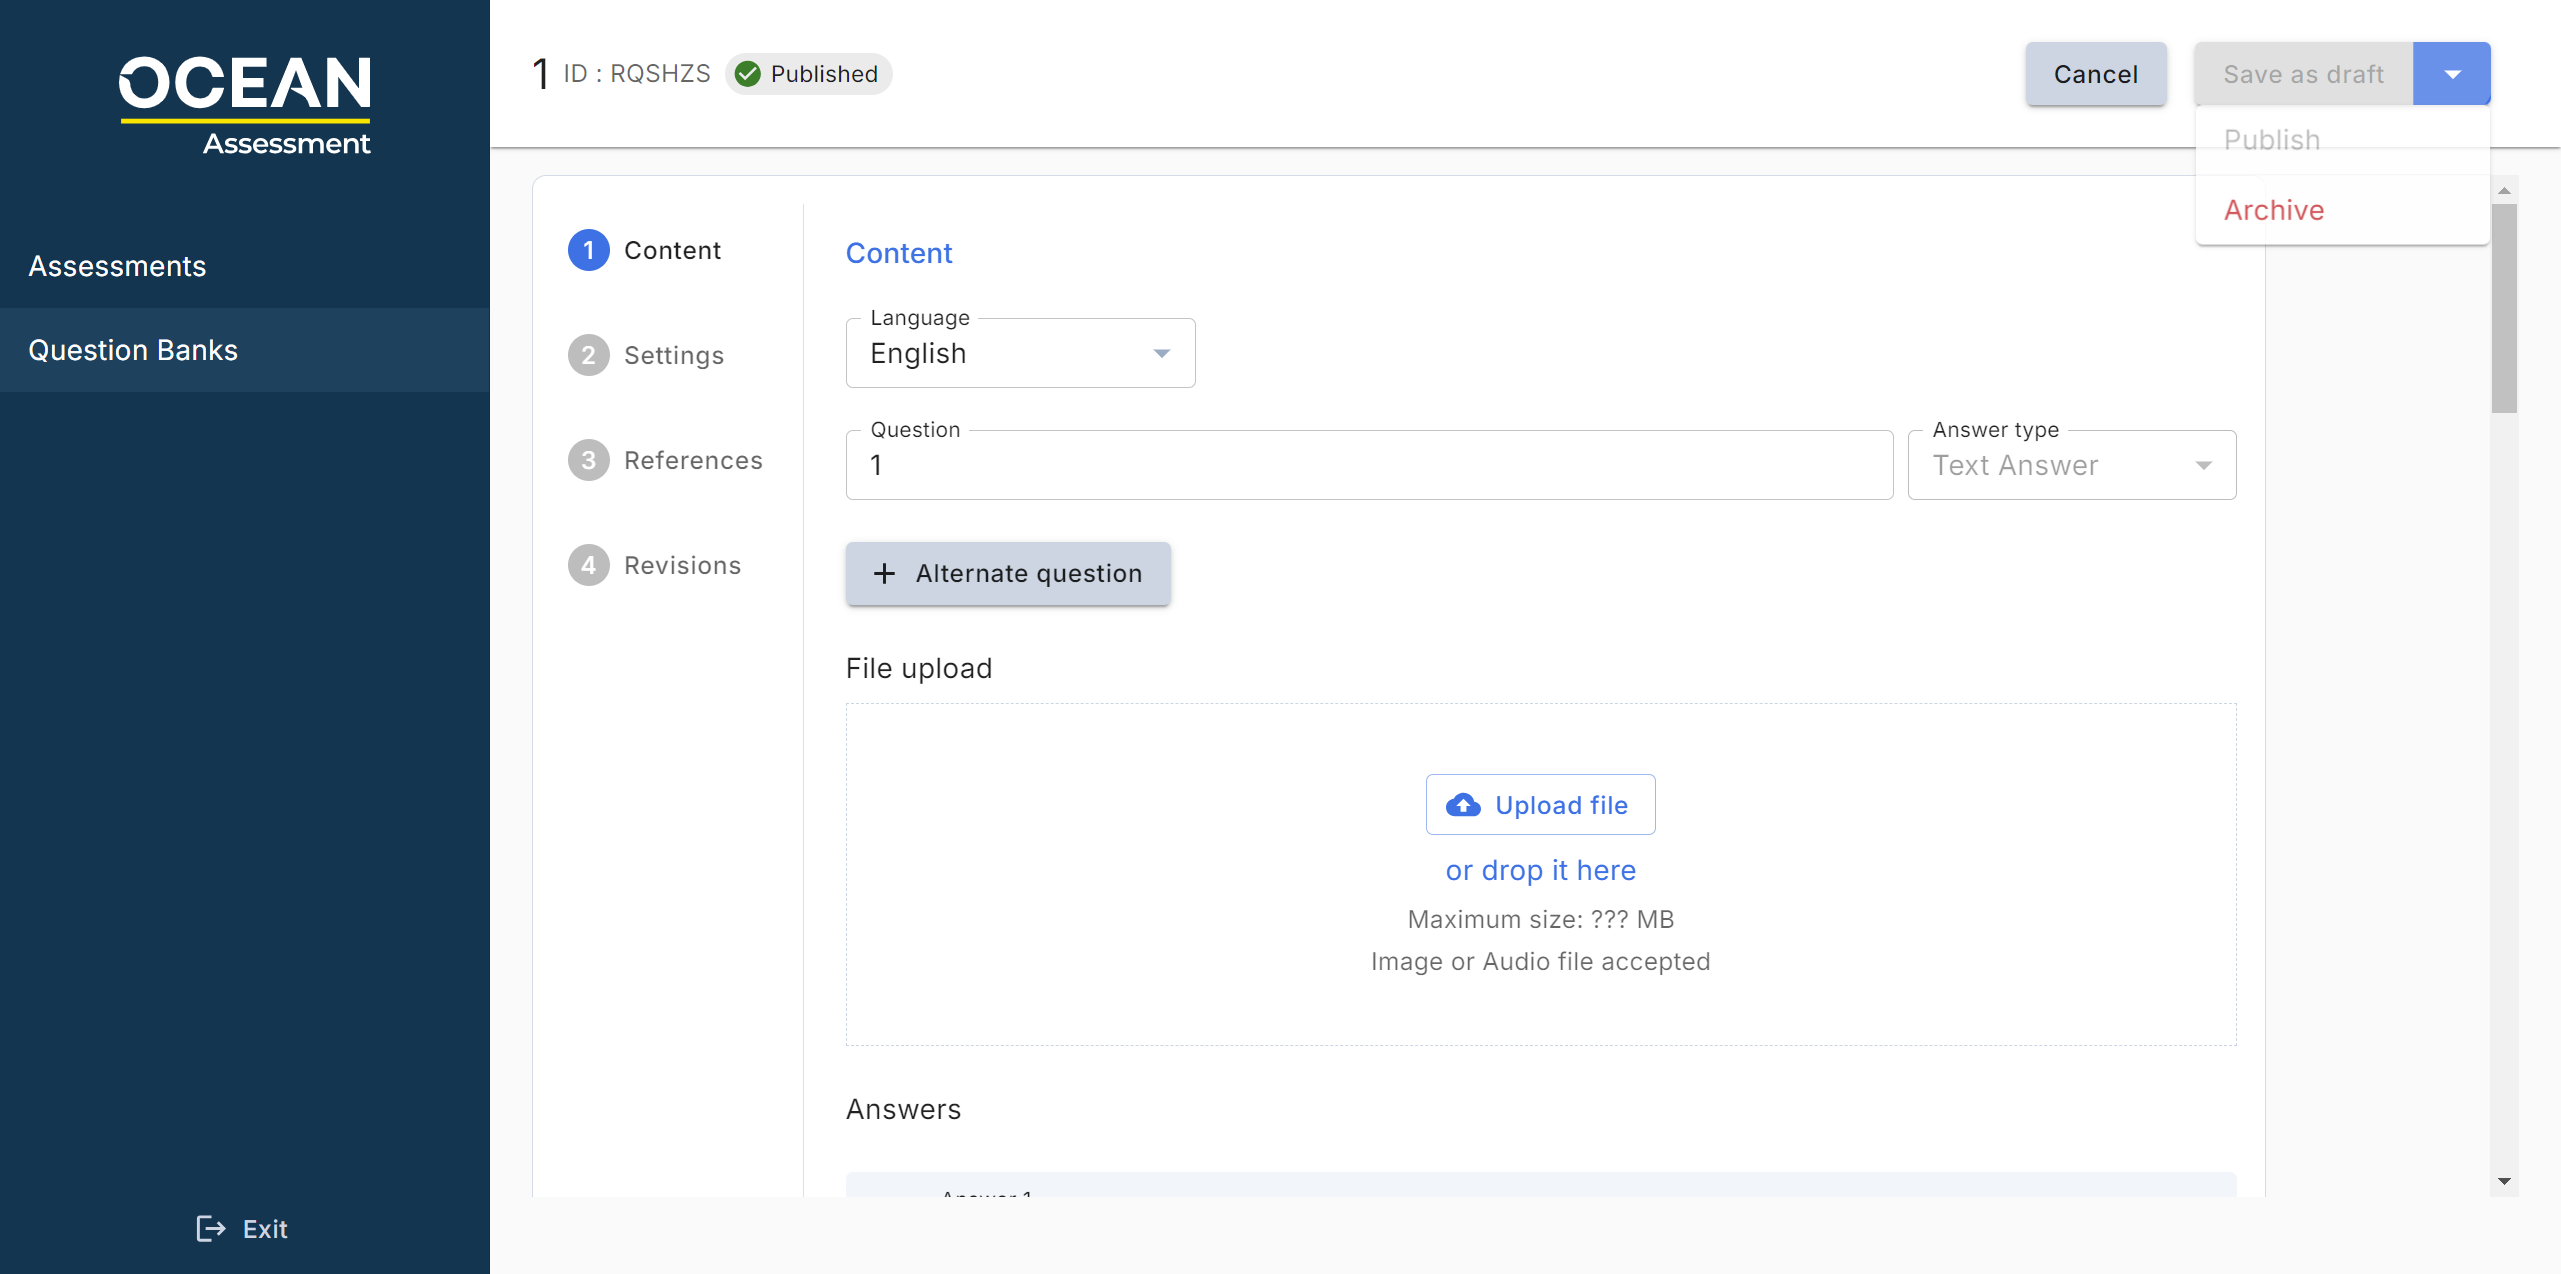 OCEAN
Assessment
Assessments
Question Banks
Exit
1 ID : RQSHZS Published
Cancel
Save as draft
Publish
Archive
1 Content
2 Settings
3 References
4 Revisions
Content
Language
English
Question
1
Answer type
Text Answer
Alternate question
File upload
Upload file
or drop it here
Maximum size: ??? MB
Image or Audio file accepted
Answers
Answer 1